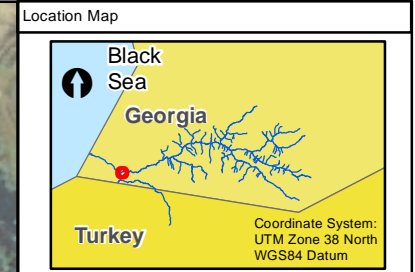 Location Map
Black
Sea
Georgia
Turkey
Coordinate System:
UTM Zone 38 North
WGS84 Datum